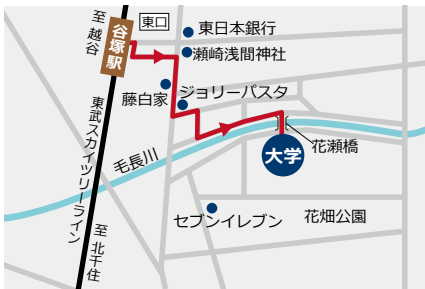 至越谷
谷塚駅
東口
東日本銀行
瀬崎浅間神社
藤白家
ジョリーパスタ
東武スカイツリーライン
毛長川
大学
花瀬橋
至北千住
セブンイレブン
花畑公園